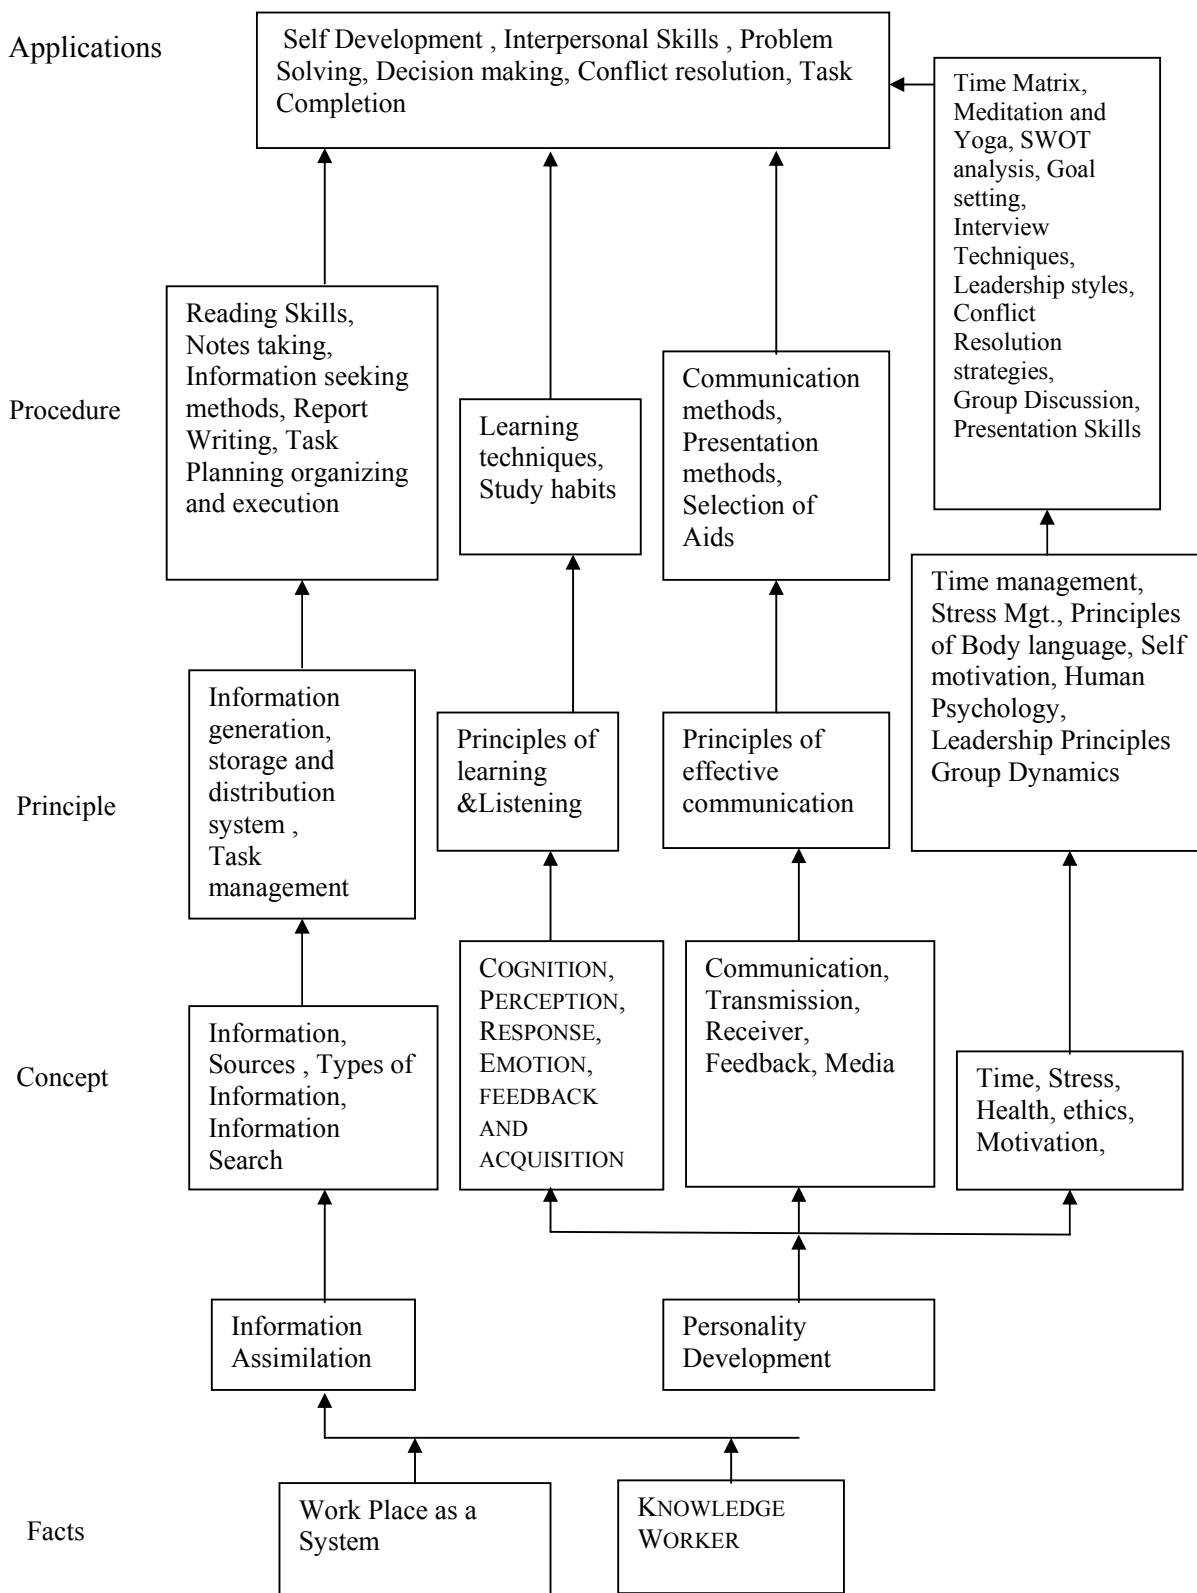 Applications
Self Development , Interpersonal Skills , Problem
Solving, Decision making, Conflict resolution, Task
Completion
Time Matrix,
Meditation and
Yoga, SWOT
analysis, Goal
setting,
Interview
Techniques,
Leadership styles,
Conflict
Resolution
strategies,
Group Discussion,
Presentation Skills
Procedure
Reading Skills,
Notes taking,
Information seeking
methods, Report
Writing, Task
Planning organizing
and execution
Learning
techniques,
Study habits
Communication
methods,
Presentation
methods,
Selection of
Aids
Time management,
Stress Mgt., Principles
of Body language, Self
motivation, Human
Psychology,
Leadership Principles
Group Dynamics
Principle
Information
generation,
storage and
distribution
system ,
Task
management
Principles of
learning
&Listening
Principles of
effective
communication
Concept
Information,
Sources , Types of
Information,
Information
Search
COGNITION,
PERCEPTION,
RESPONSE,
EMOTION,
FEEDBACK
AND
ACQUISITION
Communication,
Transmission,
Receiver,
Feedback, Media
Time, Stress,
Health, ethics,
Motivation,
Information
Assimilation
Personality
Development
Facts
Work Place as a
System
KNOWLEDGE
WORKER